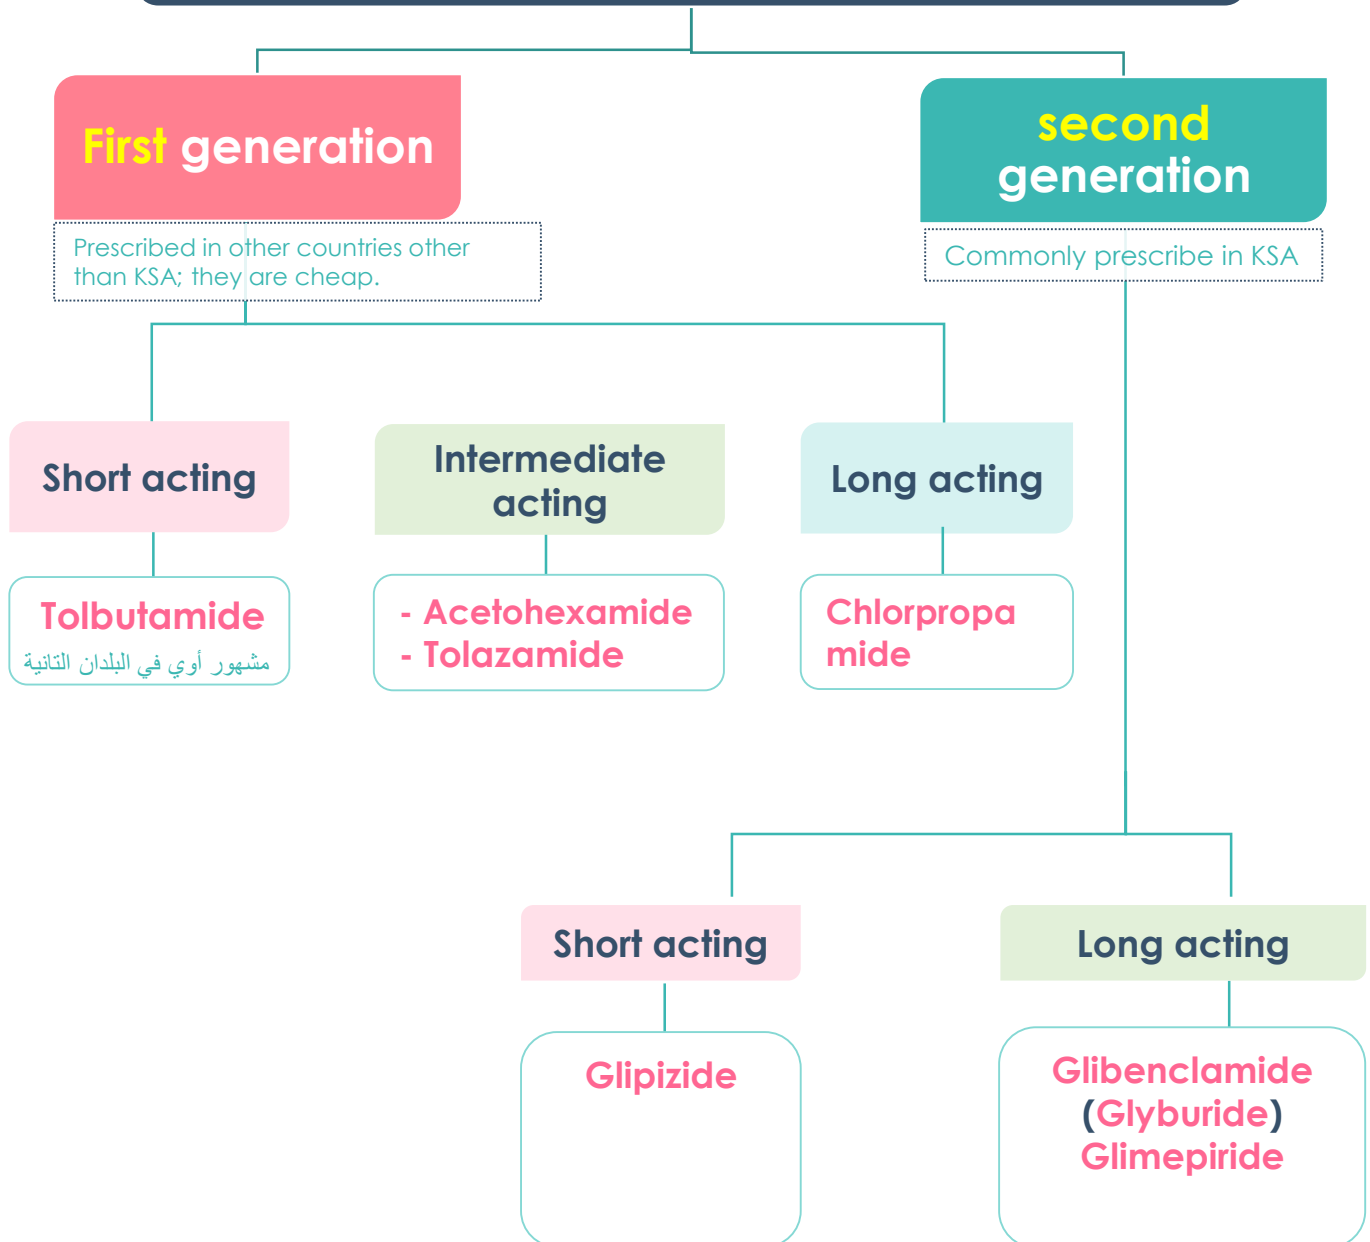 First generation
second
generation
Prescribed in other countries other
than KSA; they are cheap.
Commonly prescribe in KSA
Short acting
Intermediate
acting
Long acting
Tolbutamide
مشهور أوي في البلدان التانية
- Acetohexamide
- Tolazamide
Chlorpropa
mide
Short acting
Long acting
Glipizide
Glibenclamide
(Glyburide)
Glimepiride